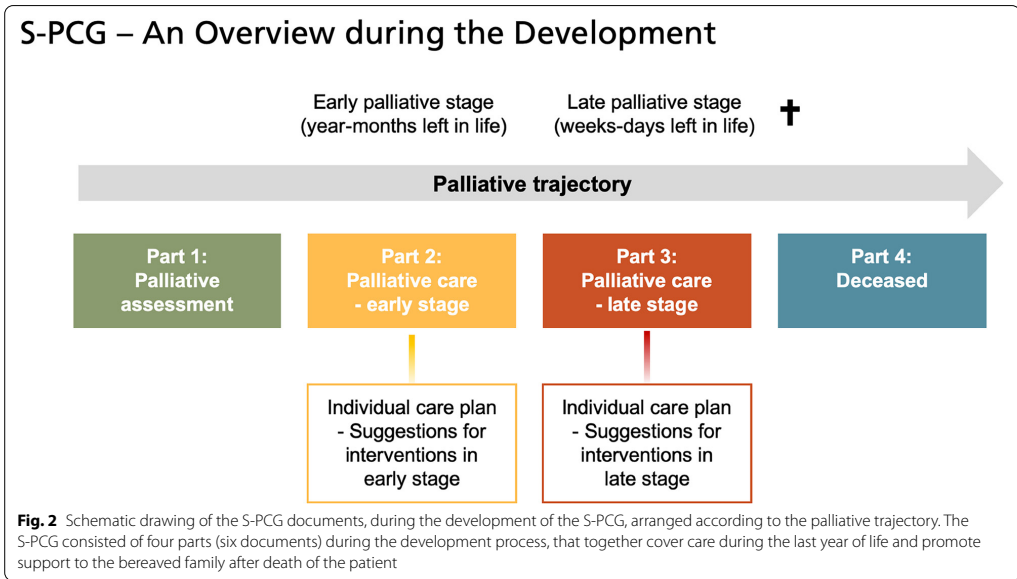 S-PCG – An Overview during the Development
Early palliative stage
(year-months left in life)
Late palliative stage
(weeks-days left in life)
Palliative trajectory
Part 1:
Palliative
assessment
Part 2:
Palliative care
- early stage
Part 3:
Palliative care
- late stage
Part 4:
Deceased
Individual care plan
- Suggestions for
interventions in
early stage
Individual care plan
- Suggestions for
interventions in
late stage
Fig. 2 Schematic drawing of the S-PCG documents, during the development of the S-PCG, arranged according to the palliative trajectory. The
S-PCG consisted of four parts (six documents) during the development process, that together cover care during the last year of life and promote
support to the bereaved family after death of the patient